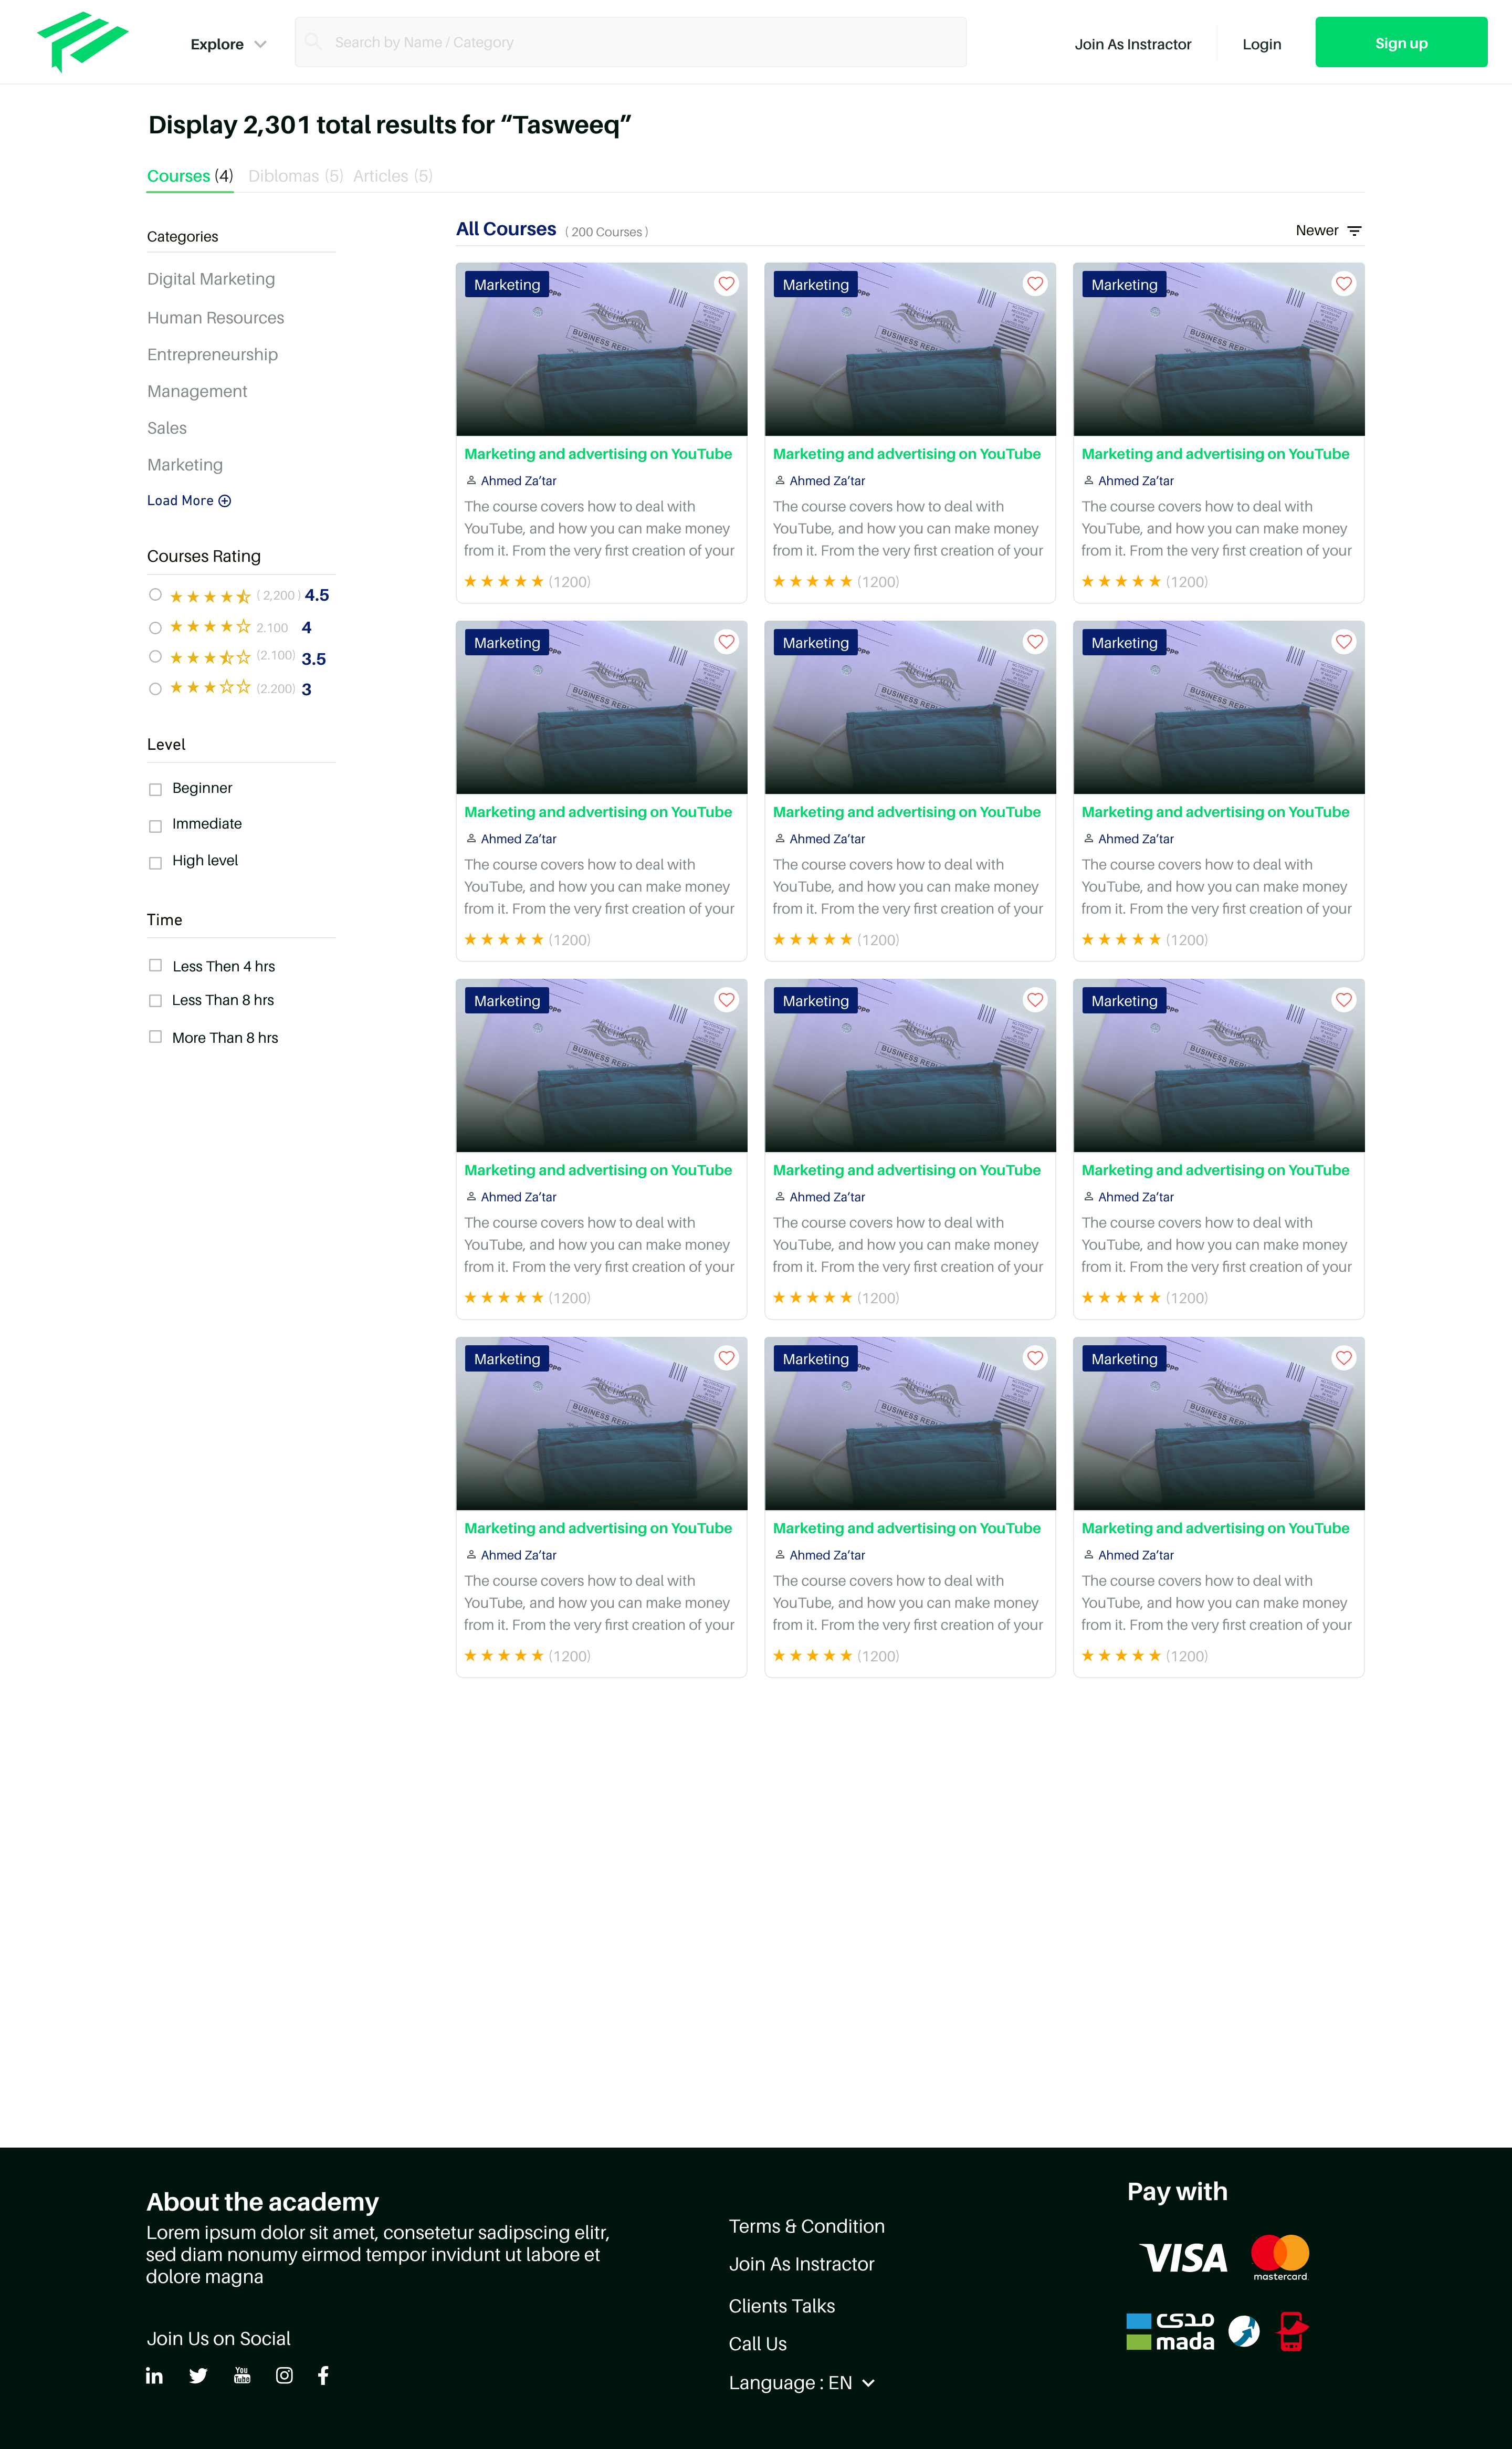 Explore
Search by Name / Category
Join As Instractor
Login
Sign up
Display 2,301 total results for “Tasweeq”
Courses (4) Diblomas (5) Articles (5)
Categories
Digital Marketing
Human Resources
Entrepreneurship
Management
Sales
Marketing
Load More
Courses Rating
( 2,200 ) 4.5
2.100 4
(2.100) 3.5
(2.200) 3
Level
Beginner
Immediate
High level
Time
Less Then 4 hrs
Less Than 8 hrs
More Than 8 hrs
All Courses ( 200 Courses )
Newer
Marketing
BUSINESS REPL
Marketing and advertising on YouTube
Ahmed Za’tar
The course covers how to deal with
YouTube, and how you can make money
from it. From the very first creation of your
(1200)
Marketing
BUSINESS REPL
Marketing and advertising on YouTube
Ahmed Za’tar
The course covers how to deal with
YouTube, and how you can make money
from it. From the very first creation of your
(1200)
Marketing
BUSINESS REPL
Marketing and advertising on YouTube
Ahmed Za’tar
The course covers how to deal with
YouTube, and how you can make money
from it. From the very first creation of your
(1200)
Marketing
BUSINESS REPL
Marketing and advertising on YouTube
Ahmed Za’tar
The course covers how to deal with
YouTube, and how you can make money
from it. From the very first creation of your
(1200)
Marketing
BUSINESS REPL
Marketing and advertising on YouTube
Ahmed Za’tar
The course covers how to deal with
YouTube, and how you can make money
from it. From the very first creation of your
(1200)
Marketing
BUSINESS REPL
Marketing and advertising on YouTube
Ahmed Za’tar
The course covers how to deal with
YouTube, and how you can make money
from it. From the very first creation of your
(1200)
Marketing
BUSINESS REPL
Marketing and advertising on YouTube
Ahmed Za’tar
The course covers how to deal with
YouTube, and how you can make money
from it. From the very first creation of your
(1200)
Marketing
BUSINESS REPL
Marketing and advertising on YouTube
Ahmed Za’tar
The course covers how to deal with
YouTube, and how you can make money
from it. From the very first creation of your
(1200)
Marketing
BUSINESS REPL
Marketing and advertising on YouTube
Ahmed Za’tar
The course covers how to deal with
YouTube, and how you can make money
from it. From the very first creation of your
(1200)
Marketing
BUSINESS REPL
Marketing and advertising on YouTube
Ahmed Za’tar
The course covers how to deal with
YouTube, and how you can make money
from it. From the very first creation of your
(1200)
Marketing
BUSINESS REPL
Marketing and advertising on YouTube
Ahmed Za’tar
The course covers how to deal with
YouTube, and how you can make money
from it. From the very first creation of your
(1200)
Marketing
BUSINESS REPL
Marketing and advertising on YouTube
Ahmed Za’tar
The course covers how to deal with
YouTube, and how you can make money
from it. From the very first creation of your
(1200)
About the academy
Lorem ipsum dolor sit amet, consetetur sadipscing elitr,
sed diam nonumy eirmod tempor invidunt ut labore et
dolore magna
Join Us on Social
in
You
Tube
Terms & Condition
Join As Instractor
Clients Talks
Call Us
Language : EN
Pay with
VISA
mastercard
مدى
mada